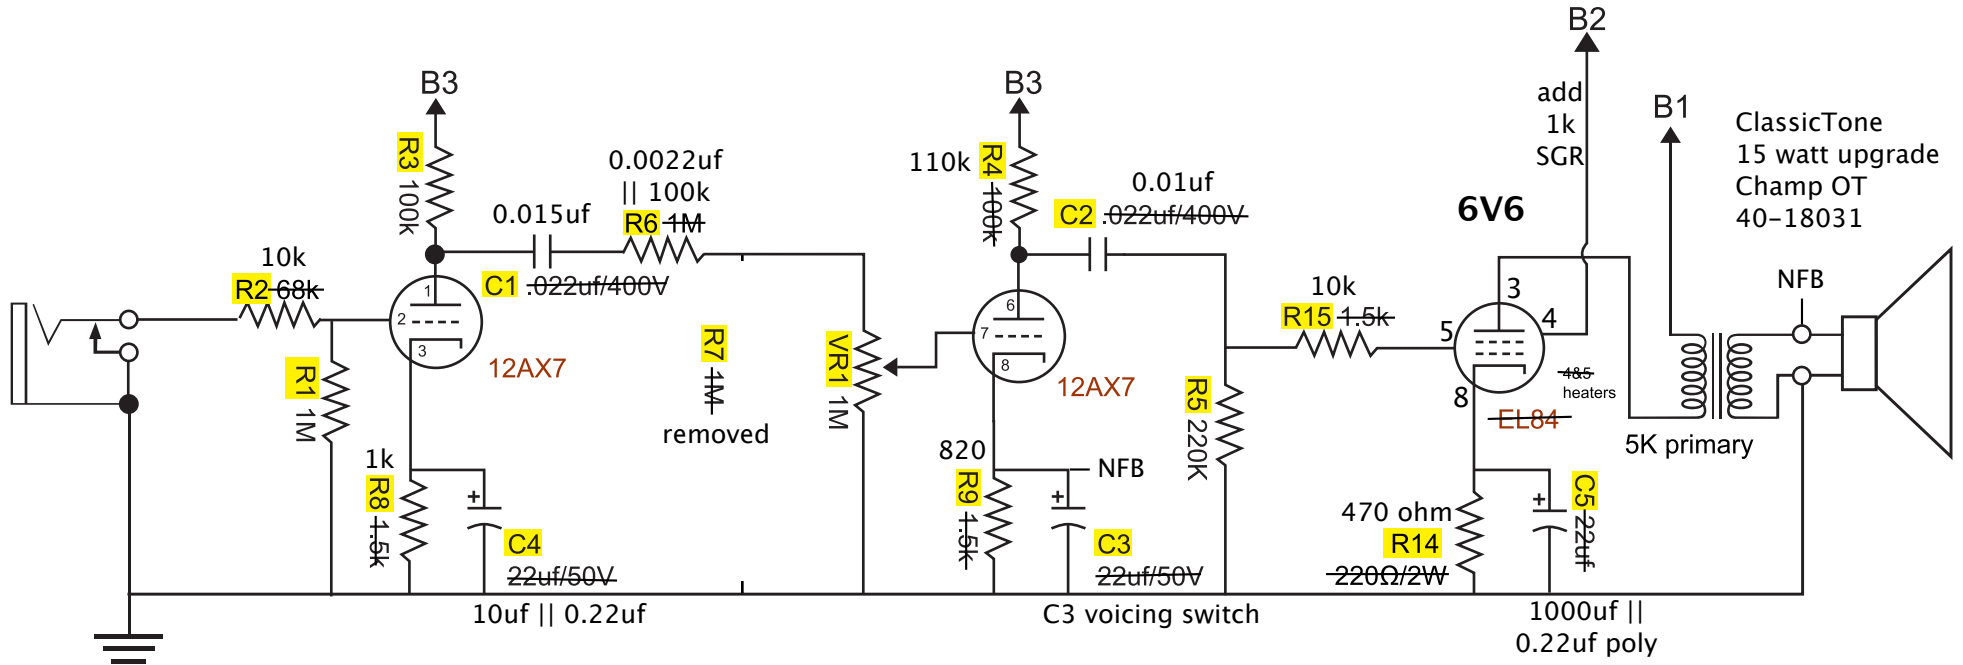 B2
B3
B3
add
1k
SGR
B1
ClassicTone
15 watt upgrade
Champ OT
40-18031
R3 100k
0.0022uf
|| 100k
R6 1M
0.015uf
C1 .022uf/400V
110k
R4 100k
0.01uf
C2 .022uf/400V
6V6
10k
R2 68k
1
2
3
12AX7
R1 1M
R7 1M
removed
VR1 1M
6
7
8
12AX7
R5 220K
10k
R15 1.5k
3
4
5
8
4&5
heaters
EL84
NFB
5K primary
1k
R8 1.5k
+
C4
22uf/50V
10uf || 0.22uf
820
R9 1.5k
NFB
+
C3
22uf/50V
C3 voicing switch
470 ohm
R14
220Ω/2W
+
C5 22uf
1000uf ||
0.22uf poly